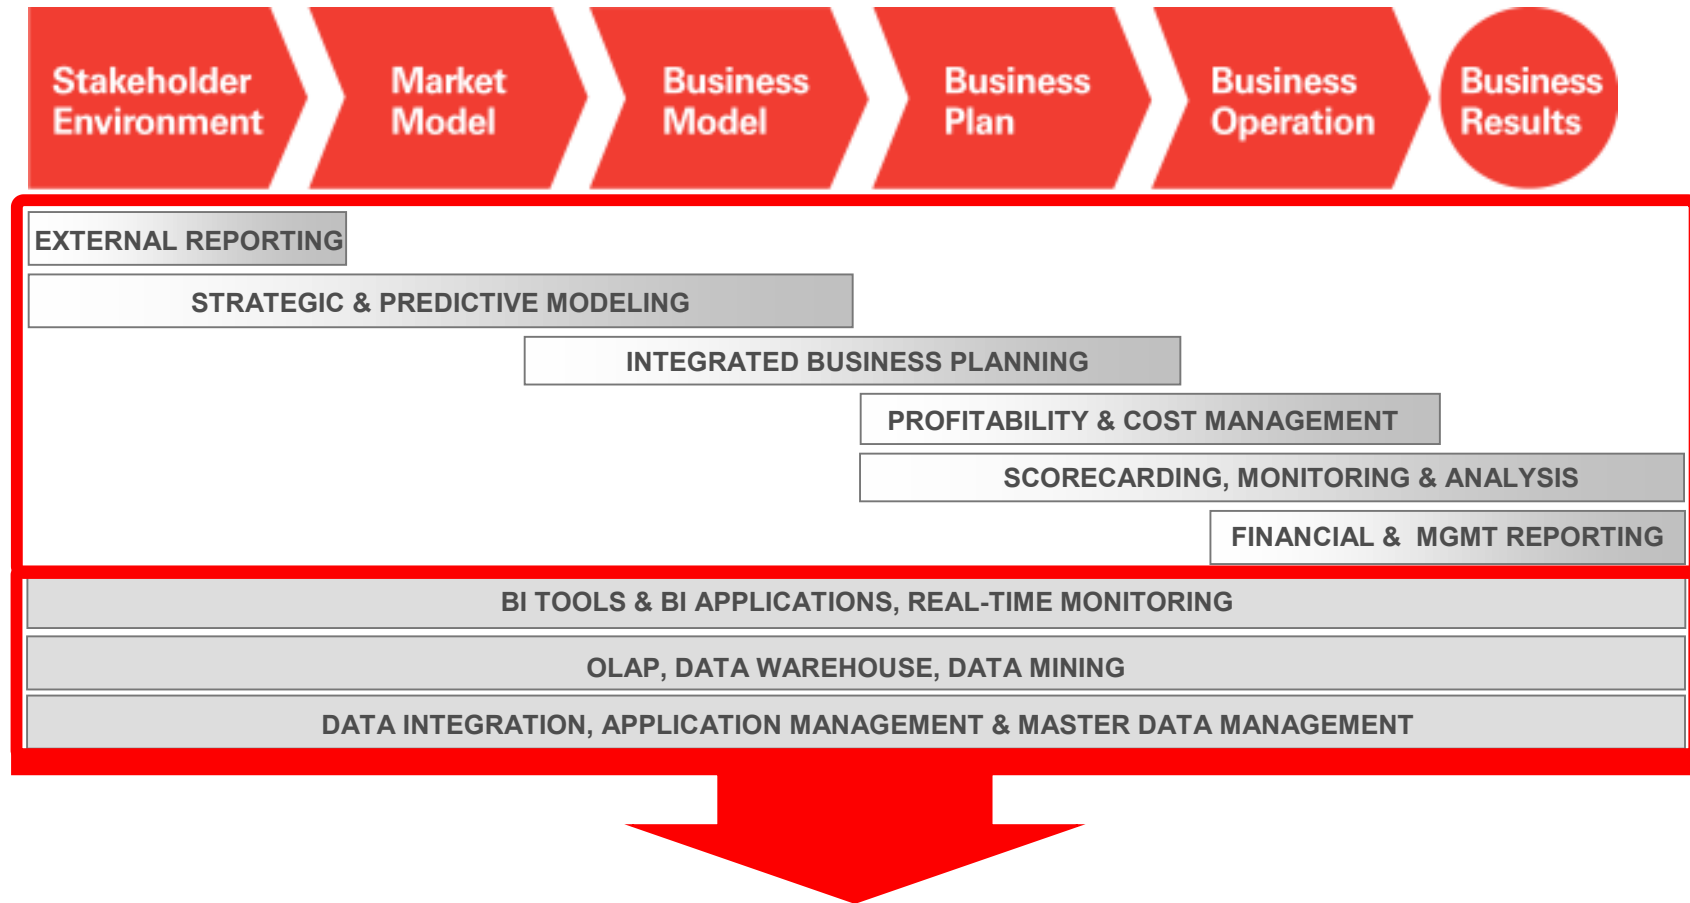 Stakeholder
Environment
Market
Model
Business
Model
Business
Plan
Business
Operation
Business
Results
EXTERNAL REPORTING
STRATEGIC & PREDICTIVE MODELING
INTEGRATED BUSINESS PLANNING
PROFITABILITY & COST MANAGEMENT
SCORECARDING, MONITORING & ANALYSIS
FINANCIAL & MGMT REPORTING
BI TOOLS & BI APPLICATIONS, REAL-TIME MONITORING
OLAP, DATA WAREHOUSE, DATA MINING
DATA INTEGRATION, APPLICATION MANAGEMENT & MASTER DATA MANAGEMENT